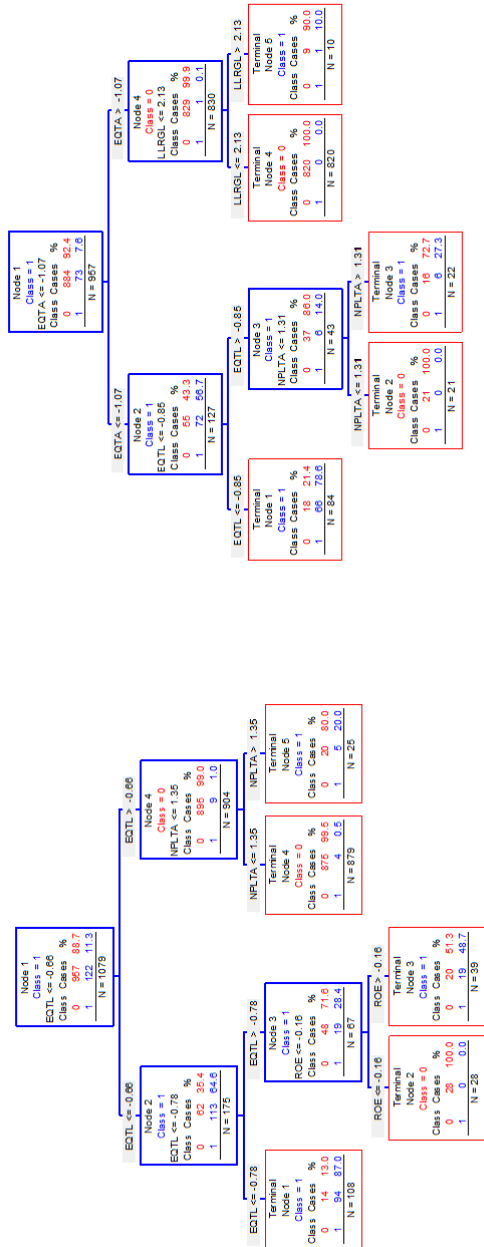 Node 1
Class = 1
EQTL <= -0.66
Class Cases %
0 957 88.7
1 122 11.3
N = 1079
EQTL <= -0.66
EQTL > -0.66
Node 2
Class = 1
EQTL <= -0.78
Class Cases %
0 62 35.4
1 113 64.6
N = 175
Node 4
Class = 0
NPLTA <= 1.35
Class Cases %
0 895 99.0
1 9 1.0
N = 904
EQTL <= -0.78
EQTL > -0.78
NPLTA <= 1.35
NPLTA > 1.35
Terminal
Node 1
Class = 1
Class Cases %
0 14 13.0
1 94 87.0
N = 108
Node 3
Class = 1
ROE <= -0.16
Class Cases %
0 48 71.6
1 19 28.4
N = 67
Terminal
Node 4
Class = 0
Class Cases %
0 875 99.5
1 4 0.5
N = 879
Terminal
Node 5
Class = 1
Class Cases %
0 20 80.0
1 5 20.0
N = 25
ROE <= -0.16
ROE > -0.16
Terminal
Node 2
Class = 0
Class Cases %
0 28 100.0
1 0 0.0
N = 28
Terminal
Node 3
Class = 1
Class Cases %
0 20 51.3
1 19 48.7
N = 39
Node 1
Class = 1
EQTA <= -1.07
Class Cases %
0 884 92.4
1 73 7.6
N = 957
EQTA <= -1.07
EQTA > -1.07
Node 2
Class = 1
EQTL <= -0.85
Class Cases %
0 55 43.3
1 72 56.7
N = 127
Node 4
Class = 0
LLRGL <= 2.13
Class Cases %
0 829 99.9
1 1 0.1
N = 830
EQTL <= -0.85
EQTL > -0.85
LLRGL <= 2.13
LLRGL > 2.13
Terminal
Node 1
Class = 1
Class Cases %
0 18 21.4
1 66 78.6
N = 84
Node 3
Class = 1
NPLTA <= 1.31
Class Cases %
0 37 86.0
1 6 14.0
N = 43
Terminal
Node 4
Class = 0
Class Cases %
0 820 100.0
1 0 0.0
N = 820
Terminal
Node 5
Class = 1
Class Cases %
0 9 90.0
1 1 10.0
N = 10
NPLTA <= 1.31
NPLTA > 1.31
Terminal
Node 2
Class = 0
Class Cases %
0 21 100.0
1 0 0.0
N = 21
Terminal
Node 3
Class = 1
Class Cases %
0 16 72.7
1 6 27.3
N = 22